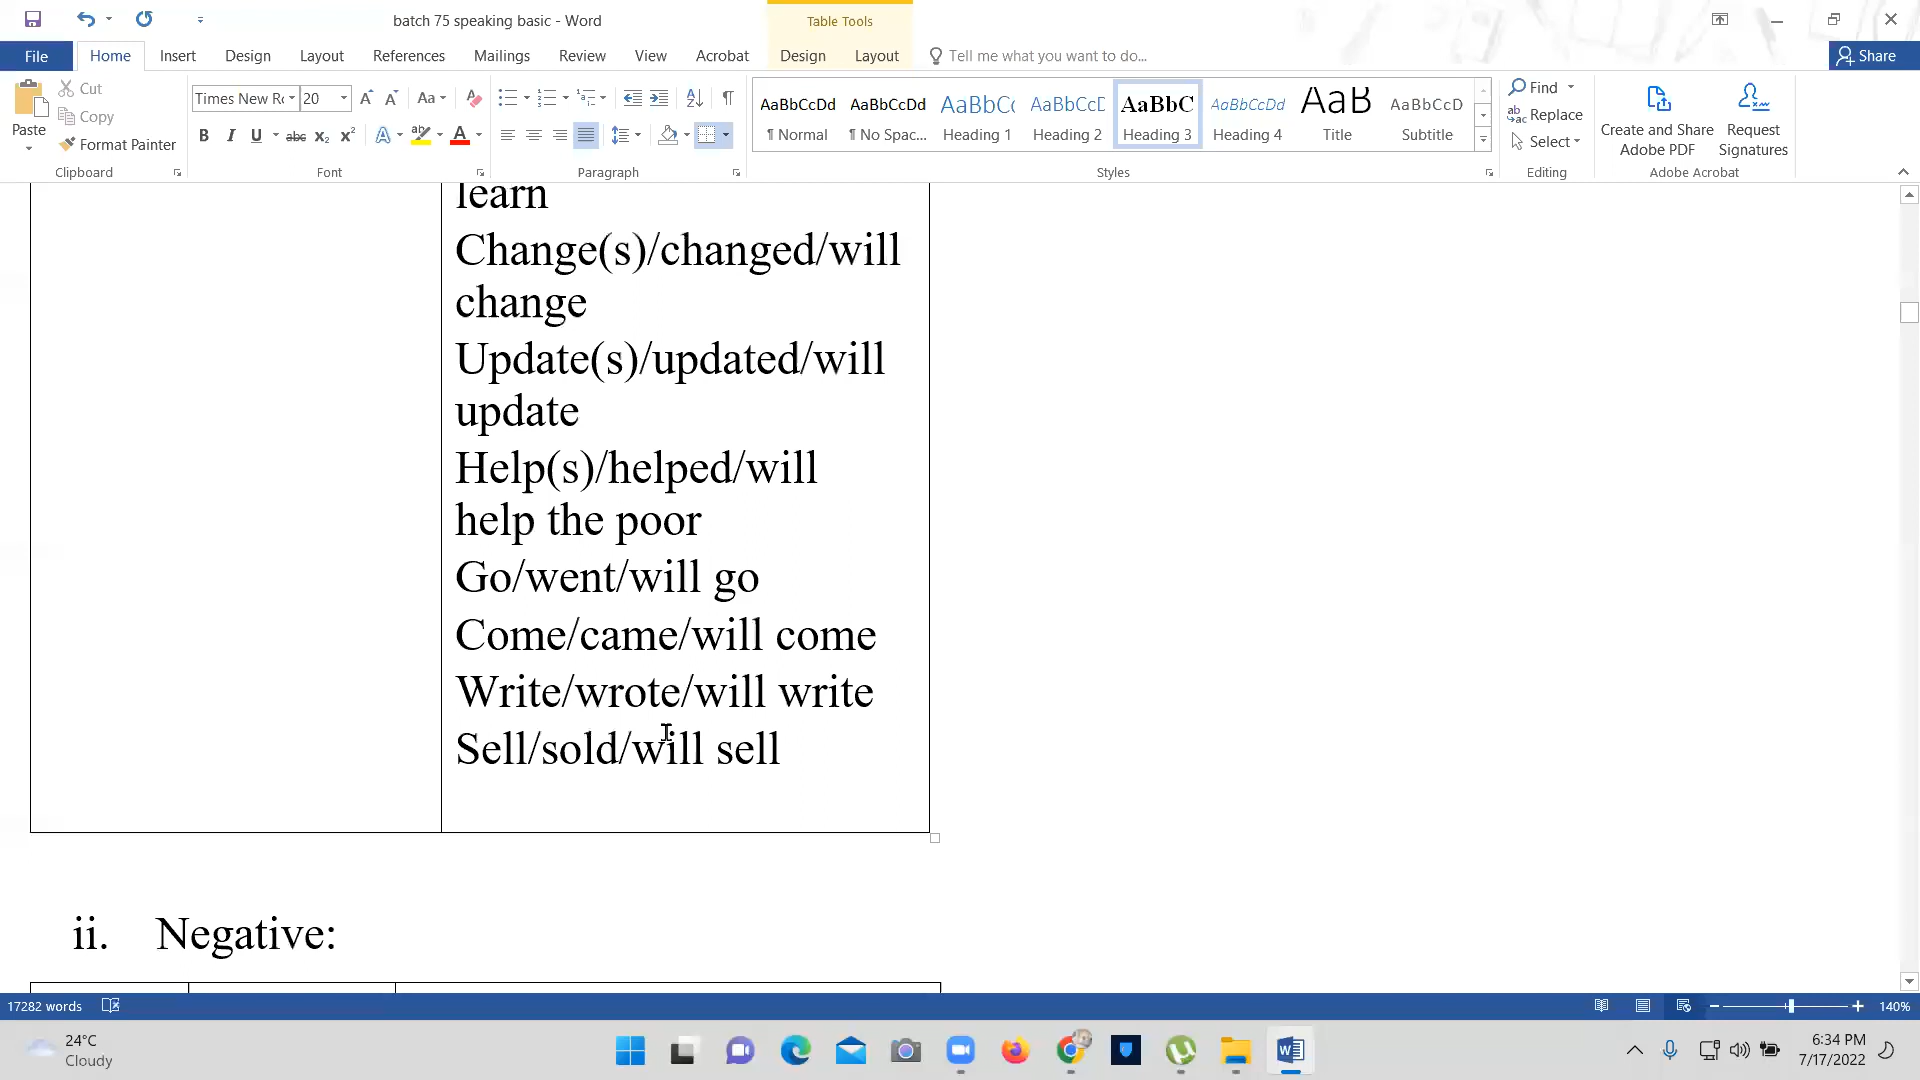 batch 75 speaking basic - Word
Table Tools
File Home Insert Design Layout References Mailings Review View Acrobat Design Layout Tell me what you want to do... Share
Paste
Cut
Copy
Format Painter
Times New Ro 20
Find
Replace
Select
Create and Share Adobe PDF
Request Signatures
AaBbCcDd AaBbCcDd AaBbCc AaBbCcD AaBbC AaBbCcDd AaB AaBbCcD
¶ Normal ¶ No Spac... Heading 1 Heading 2 Heading 3 Heading 4 Title Subtitle
Clipboard Font Paragraph Styles Editing Adobe Acrobat
learn
Change(s)/changed/will
change
Update(s)/updated/will
update
Help(s)/helped/will
help the poor
Go/went/will go
Come/came/will come
Write/wrote/will write
Sell/sold/will sell
ii. Negative:
17282 words
140%
24°C
Cloudy
6:34 PM
7/17/2022